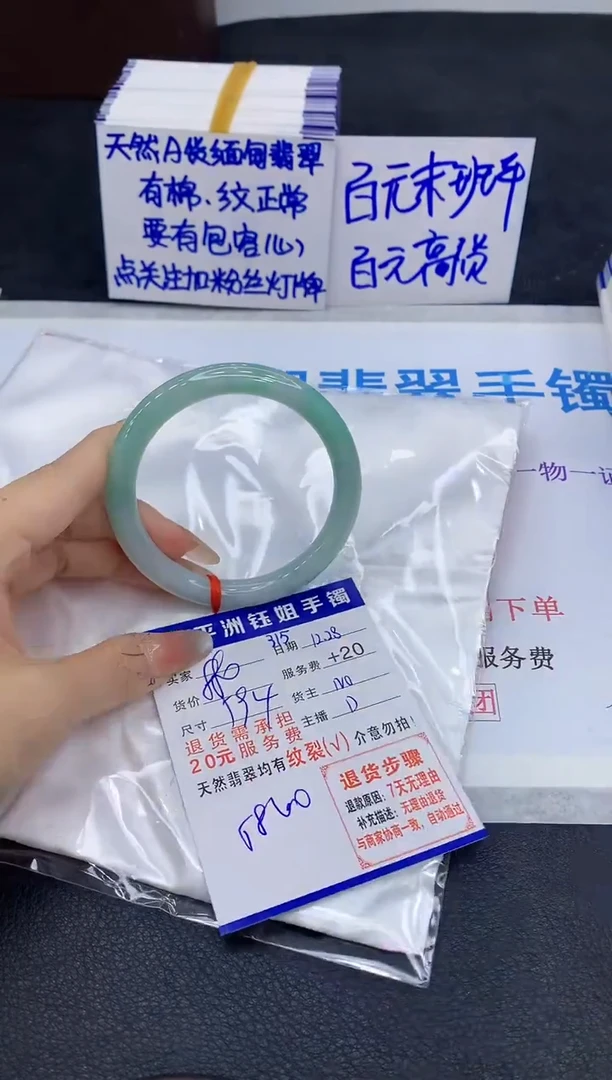 天然A货缅甸翡翠
有棉、纹正常
要有包容(心)
点关注加粉丝灯牌
百元末班车
百元高货
翡翠手镯
一物一证
下单
服务费
团
平洲钰姐手镯
315 日期 12.28
买家
服务费 +20
货价 880
货主
尺寸 594
主播
退货需承担
20元服务费
天然翡翠均有纹裂(√) 介意勿拍!
退货步骤
退款原因:7天无理由
补充描述:无理由退货
与商家协商一致,自动通过